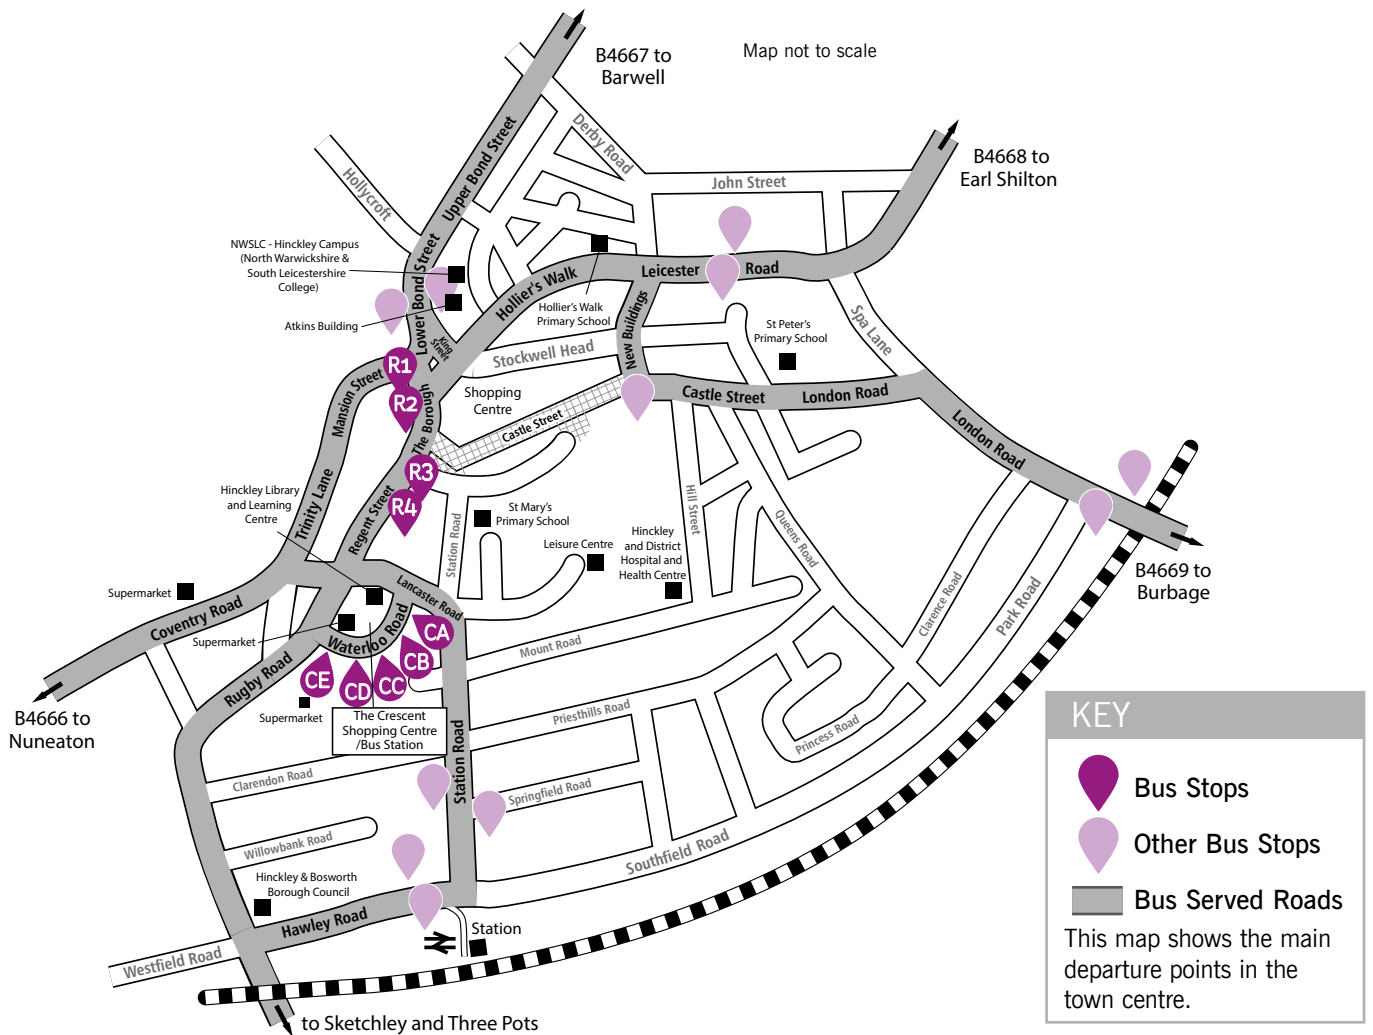 Map not to scale
B4667 to
Barwell
B4668 to
Earl Shilton
Derby Road
John Street
Hollycroft
Upper Bond Street
Lower Bond Street
NWSLC - Hinckley Campus
(North Warwickshire &
South Leicestershire
College)
Atkins Building
King
Street
Hollier's Walk
Hollier's Walk
Primary School
Leicester
Road
New Buildings
Stockwell Head
St Peter's
Primary School
Spa Lane
Mansion Street
R1
R2
The Borough
Shopping
Centre
Castle Street
Castle Street
London Road
London Road
R3
R4
Regent Street
Trinity Lane
Hinckley Library
and Learning
Centre
Station Road
St Mary's
Primary School
Leisure Centre
Hill Street
Hinckley
and District
Hospital and
Health Centre
Queens Road
Clarence Road
Park Road
B4669 to
Burbage
Supermarket
Coventry Road
Supermarket
Lancaster Road
Waterloo Road
CA
CB
CC
CD
CE
Rugby Road
Supermarket
The Crescent
Shopping Centre
/Bus Station
B4666 to
Nuneaton
Mount Road
Priesthills Road
Princess Road
Station Road
Springfield Road
Clarendon Road
Willowbank Road
Southfield Road
Hinckley & Bosworth
Borough Council
Hawley Road
Station
Westfield Road
to Sketchley and Three Pots
KEY
Bus Stops
Other Bus Stops
Bus Served Roads
This map shows the main
departure points in the
town centre.